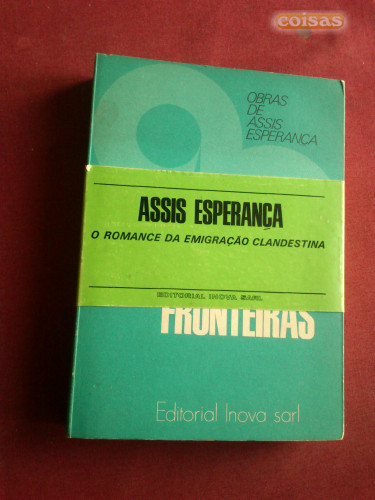 coisas
OBRAS
DE
ASSIS
ESPERANÇA
ASSIS ESPERANÇA
O ROMANCE DA EMIGRAÇÃO CLANDESTINA
EDITORIAL INOVA SARL
FRONTEIRAS
Editorial Inova sarl